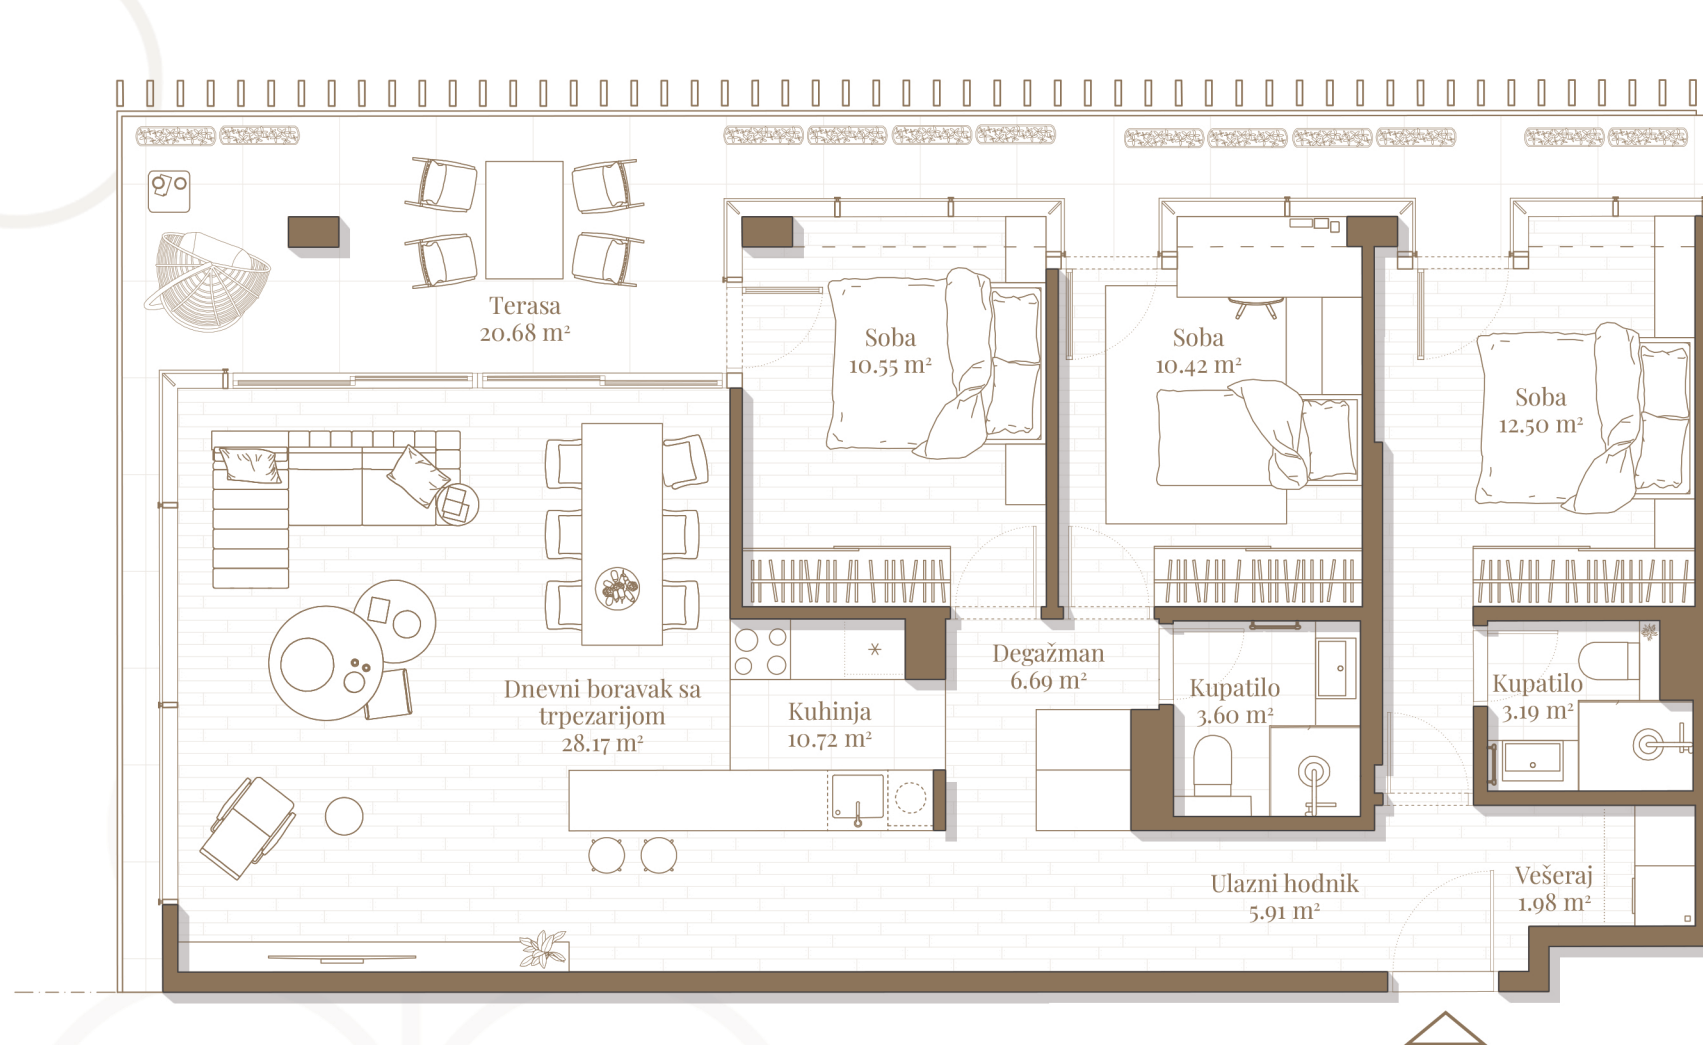 Terasa
20.68 m²
Soba
10.55 m²
Soba
10.42 m²
Soba
12.50 m²
Dnevni boravak sa
trpezarijom
28.17 m²
Kuhinja
10.72 m²
Degažman
6.69 m²
Kupatilo
3.60 m²
Kupatilo
3.19 m²
Ulazni hodnik
5.91 m²
Vešeraj
1.98 m²